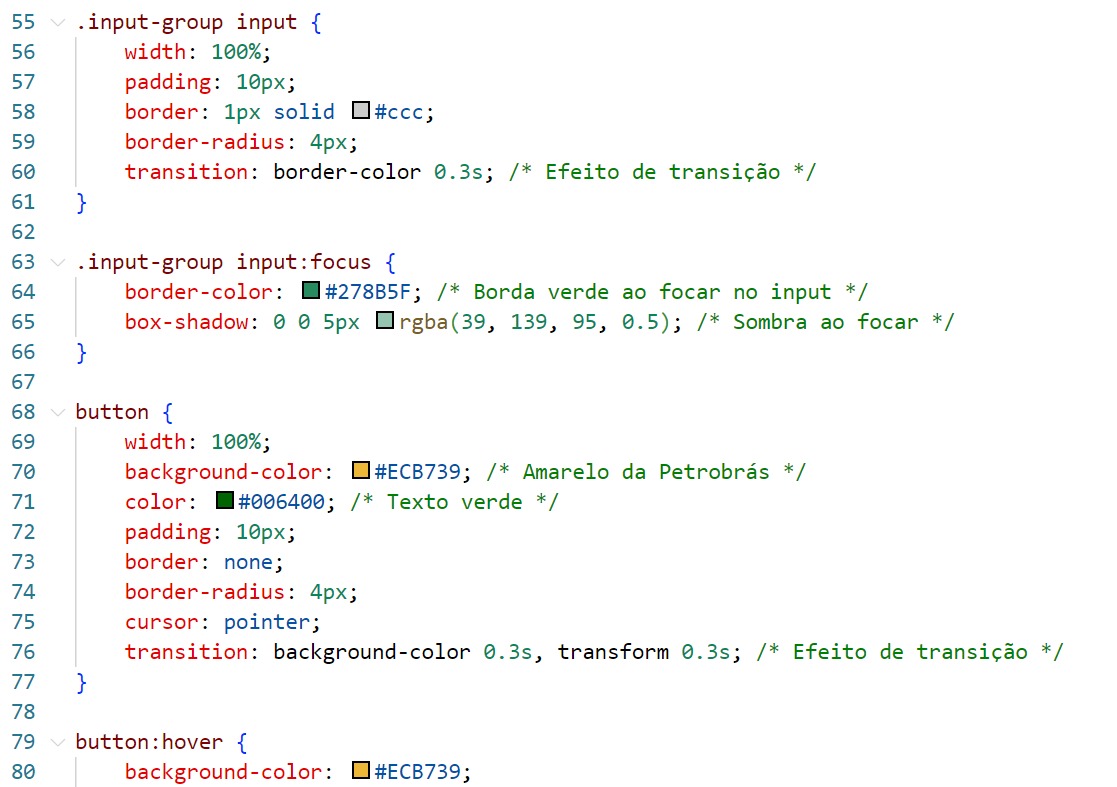 55 .input-group input {
56     width: 100%;
57     padding: 10px;
58     border: 1px solid #ccc;
59     border-radius: 4px;
60     transition: border-color 0.3s; /* Efeito de transição */
61 }
62
63 .input-group input:focus {
64     border-color: #278B5F; /* Borda verde ao focar no input */
65     box-shadow: 0 0 5px rgba(39, 139, 95, 0.5); /* Sombra ao focar */
66 }
67
68 button {
69     width: 100%;
70     background-color: #ECB739; /* Amarelo da Petrobrás */
71     color: #006400; /* Texto verde */
72     padding: 10px;
73     border: none;
74     border-radius: 4px;
75     cursor: pointer;
76     transition: background-color 0.3s, transform 0.3s; /* Efeito de transição */
77 }
78
79 button:hover {
80     background-color: #ECB739;